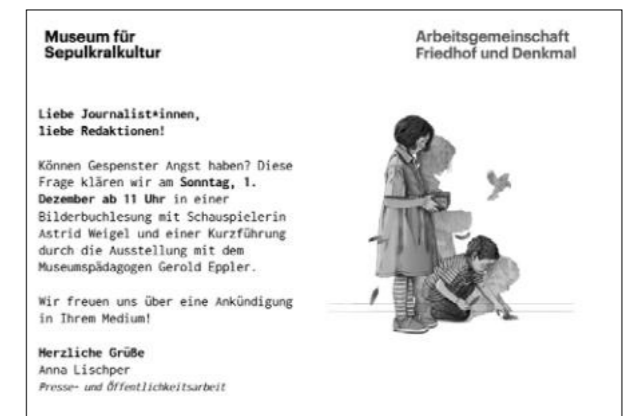 Museum für
Sepulkralkultur
Arbeitsgemeinschaft
Friedhof und Denkmal
Liebe Journalist*innen,
liebe Redaktionen!
Können Gespenster Angst haben? Diese
Frage klären wir am Sonntag, 1.
Dezember ab 11 Uhr in einer
Bilderbuchlesung mit Schauspielerin
Astrid Weigel und einer Kurzführung
durch die Ausstellung mit dem
Museumspädagogen Gerold Eppler.
Wir freuen uns über eine Ankündigung
in Ihrem Medium!
Herzliche Grüße
Anna Lischper
Presse- und Öffentlichkeitsarbeit